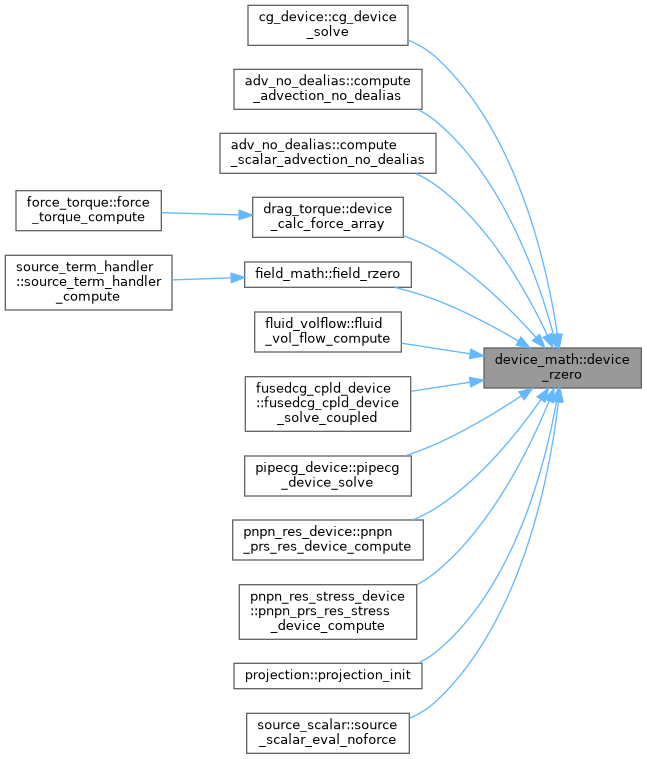 cg_device::cg_device
_solve
adv_no_dealias::compute
_advection_no_dealias
adv_no_dealias::compute
_scalar_advection_no_dealias
force_torque::force
_torque_compute
drag_torque::device
_calc_force_array
source_term_handler
::source_term_handler
_compute
field_math::field_rzero
fluid_volflow::fluid
_vol_flow_compute
device_math::device
_rzero
fusedcg_cpld_device
::fusedcg_cpld_device
_solve_coupled
pipecg_device::pipecg
_device_solve
pnpn_res_device::pnpn
_prs_res_device_compute
pnpn_res_stress_device
::pnpn_prs_res_stress
_device_compute
projection::projection_init
source_scalar::source
_scalar_eval_noforce